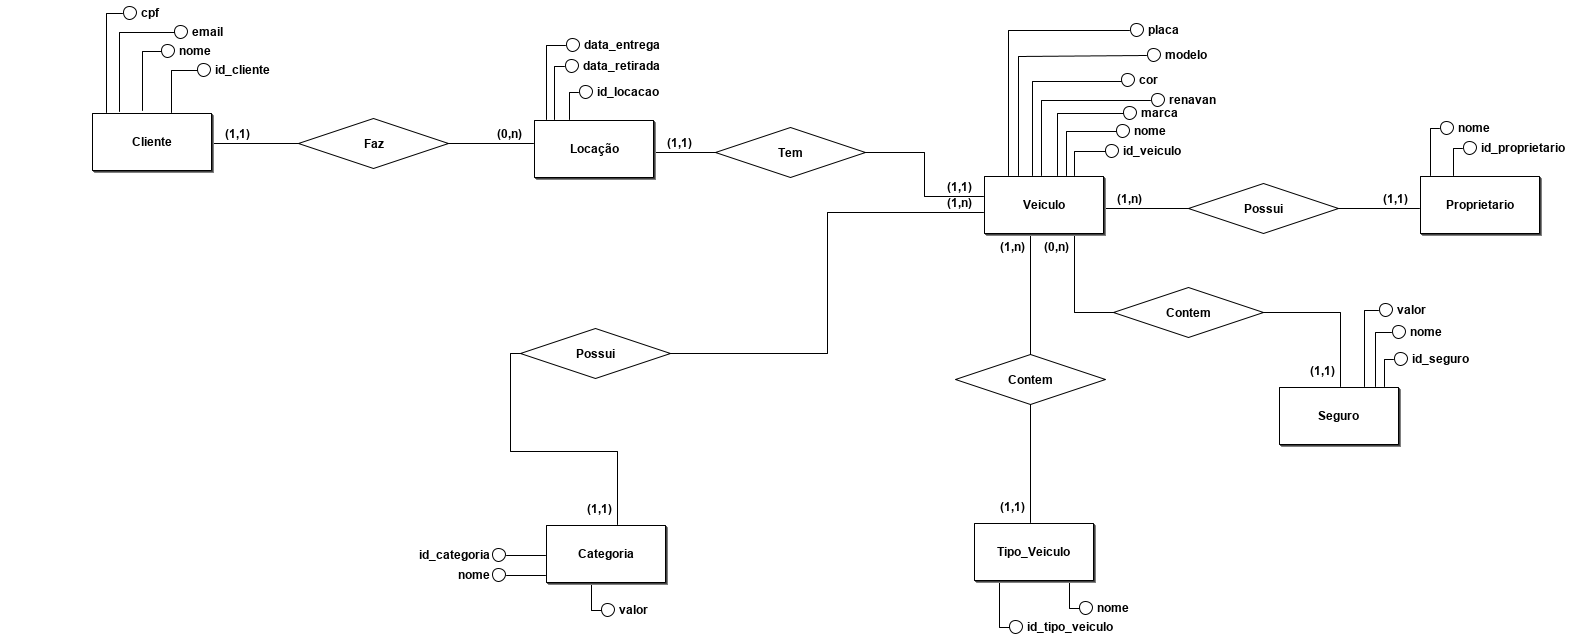 cpf
email
nome
id_cliente
Cliente
(1,1)
Faz
(0,n)
data_entrega
data_retirada
id_locacao
Locação
(1,1)
Tem
(1,1)
(1,n)
placa
modelo
cor
renavan
marca
nome
id_veiculo
Veiculo
(1,n)
Possui
(1,1)
nome
id_proprietario
Proprietario
(1,n)
(0,n)
Contem
valor
nome
id_seguro
(1,1)
Seguro
Possui
Contem
(1,1)
(1,1)
id_categoria
nome
Categoria
valor
Tipo_Veiculo
nome
id_tipo_veiculo